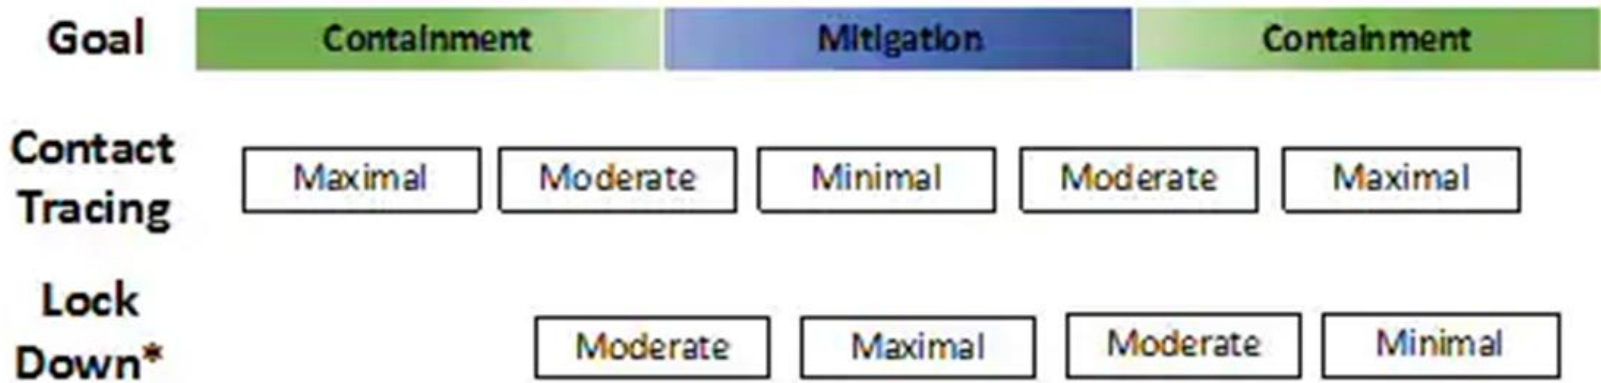 Goal Containment Mitigation Containment
Contact
Tracing
Maximal Moderate Minimal Moderate Maximal
Lock
Down*
Moderate Maximal Moderate Minimal